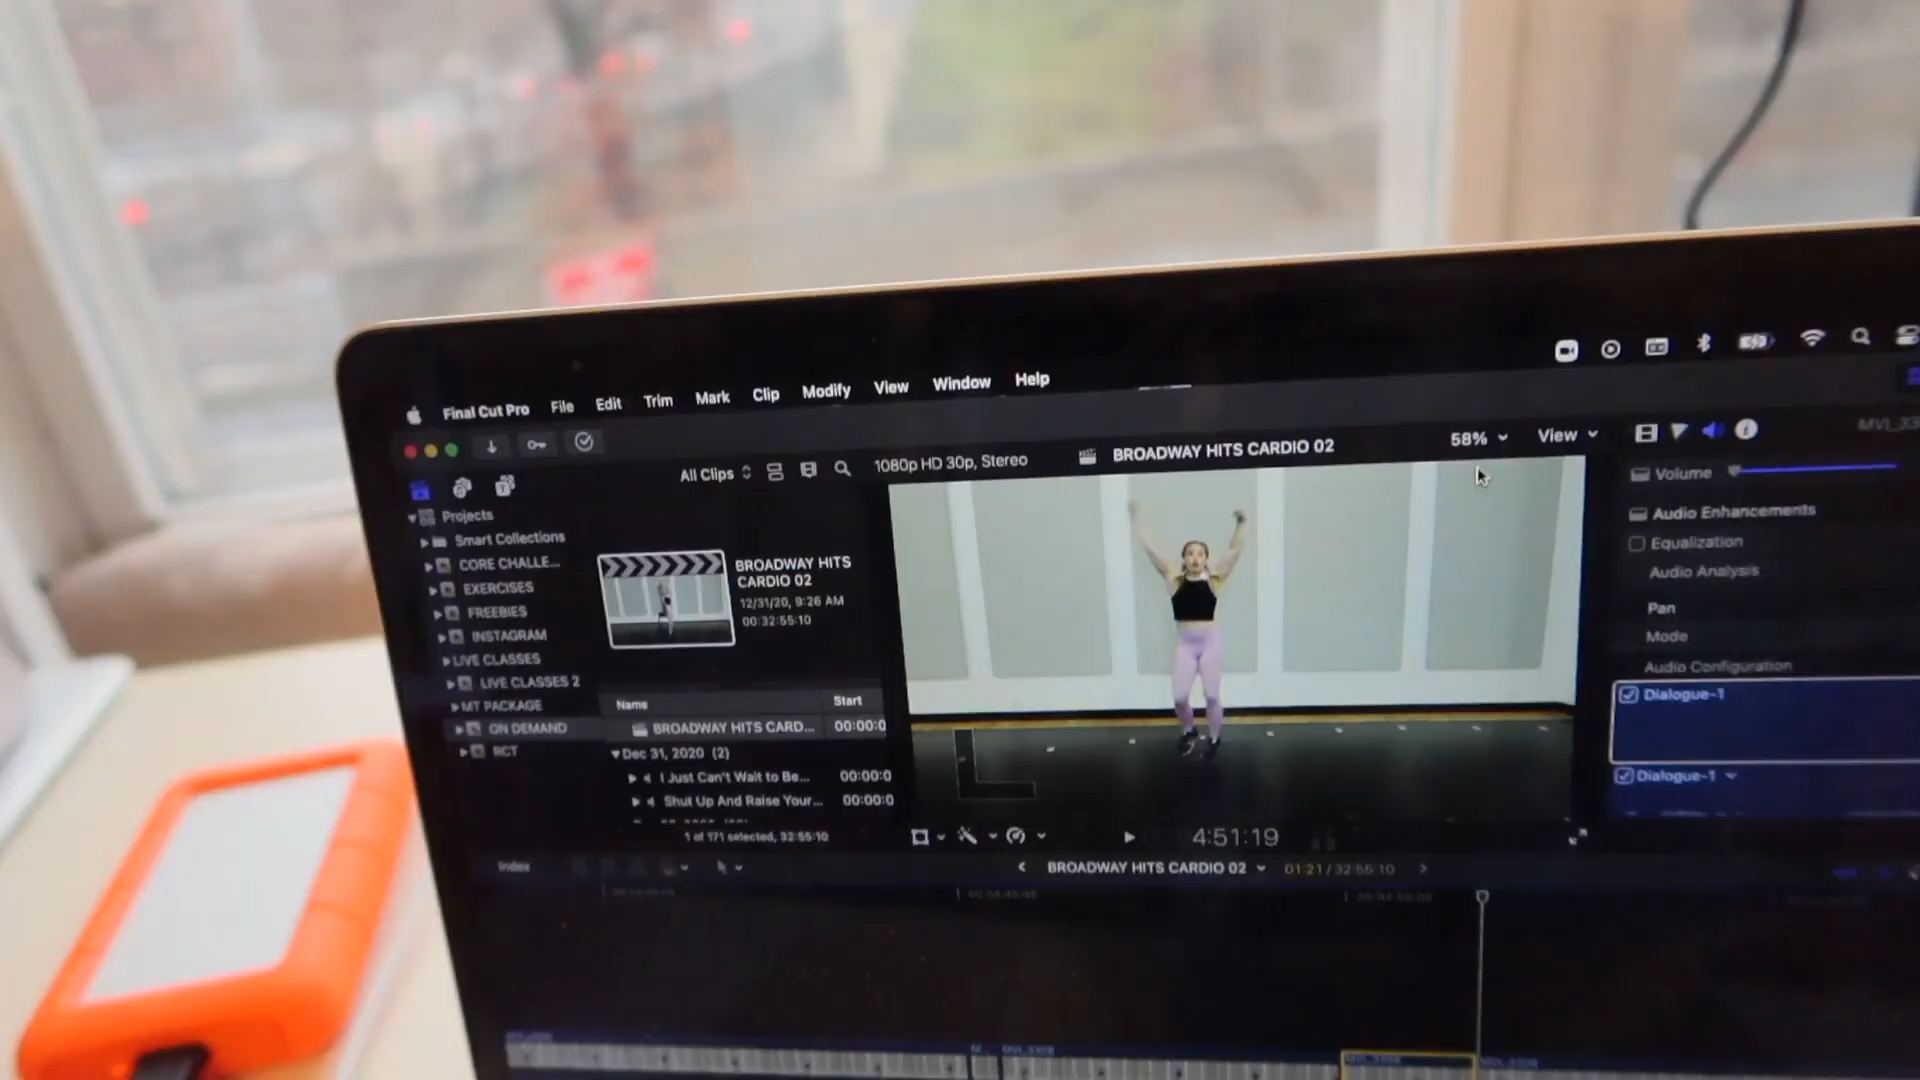 Final Cut Pro File Edit Trim Mark Clip Modify View Window Help
All Clips
1080p HD 30p, Stereo
BROADWAY HITS CARDIO 02
58%
View
Projects
Smart Collections
CORE CHALLE...
EXERCISES
FREEBIES
INSTAGRAM
LIVE CLASSES
LIVE CLASSES 2
MT PACKAGE
ON DEMAND
RCT
BROADWAY HITS
CARDIO 02
12/31/20, 9:26 AM
00:32:55:10
Name Start
BROADWAY HITS CARD... 00:00:0
Dec 31, 2020 (2)
I Just Can't Wait to Be... 00:00:0
Shut Up And Raise Your... 00:00:0
1 of 171 selected, 32:55:10
4:51:19
Volume
Audio Enhancements
Equalization
Audio Analysis
Pan
Mode
Audio Configuration
Dialogue-1
Dialogue-1
Index
BROADWAY HITS CARDIO 02
01:21 / 32:55:10